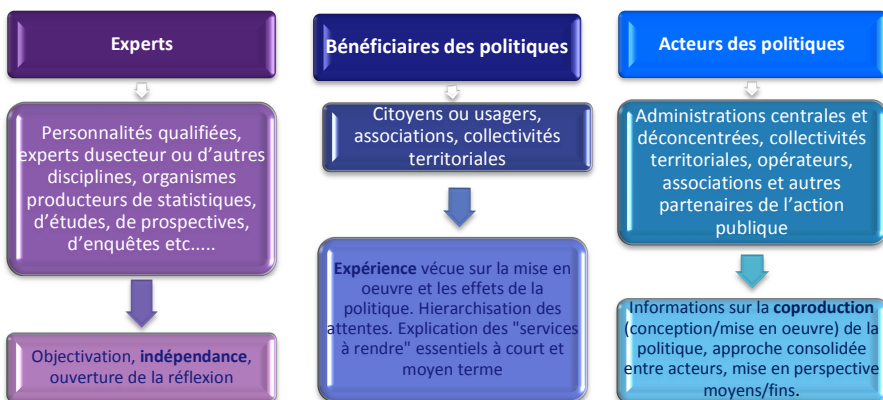 Experts
Personnalités qualifiées,
experts dusecteur ou d'autres
disciplines, organismes
producteurs de statistiques,
d'études, de prospectives,
d'enquêtes etc.....
Objectivation, indépendance,
ouverture de la réflexion
Bénéficiaires des politiques
Citoyens ou usagers,
associations, collectivités
territoriales
Expérience vécue sur la mise en
oeuvre et les effets de la
politique. Hierarchisation des
attentes. Explication des "services
à rendre" essentiels à court et
moyen terme
Acteurs des politiques
Administrations centrales et
déconcentrées, collectivités
territoriales, opérateurs,
associations et autres
partenaires de l'action
publique
Informations sur la coproduction
(conception/mise en oeuvre) de la
politique, approche consolidée
entre acteurs, mise en perspective
moyens/fins.